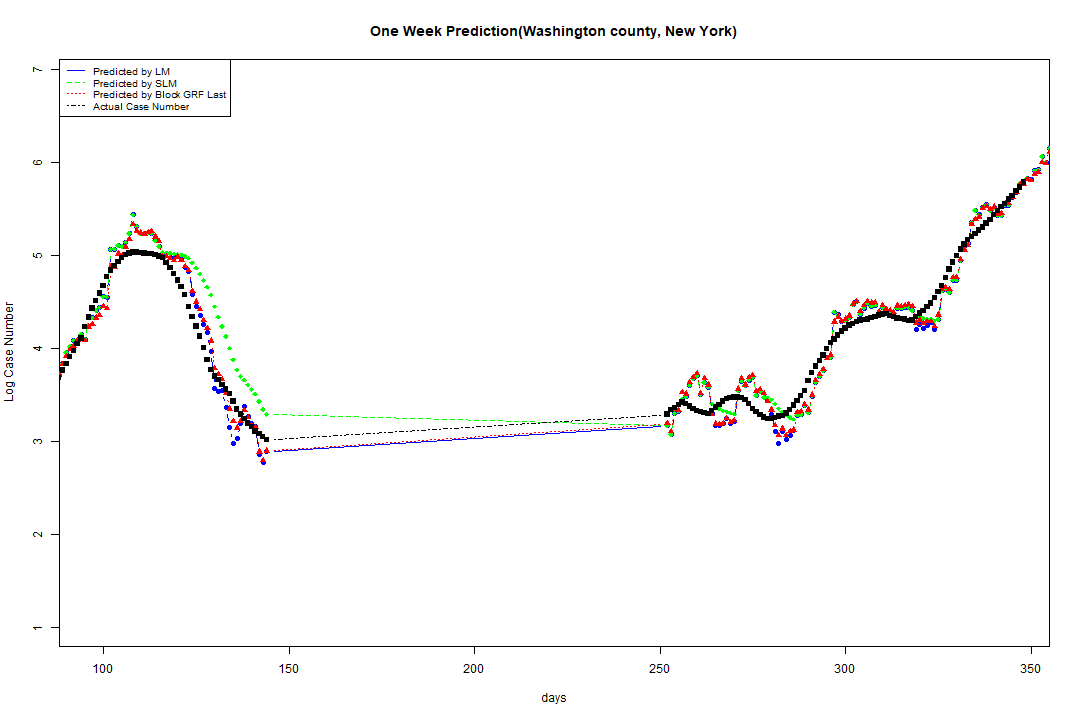 One Week Prediction(Washington county, New York)
Predicted by LM
Predicted by SLM
Predicted by Block GRF Last
Actual Case Number
7
6
5
4
3
2
1
Log Case Number
100 150 200 250 300 350
days